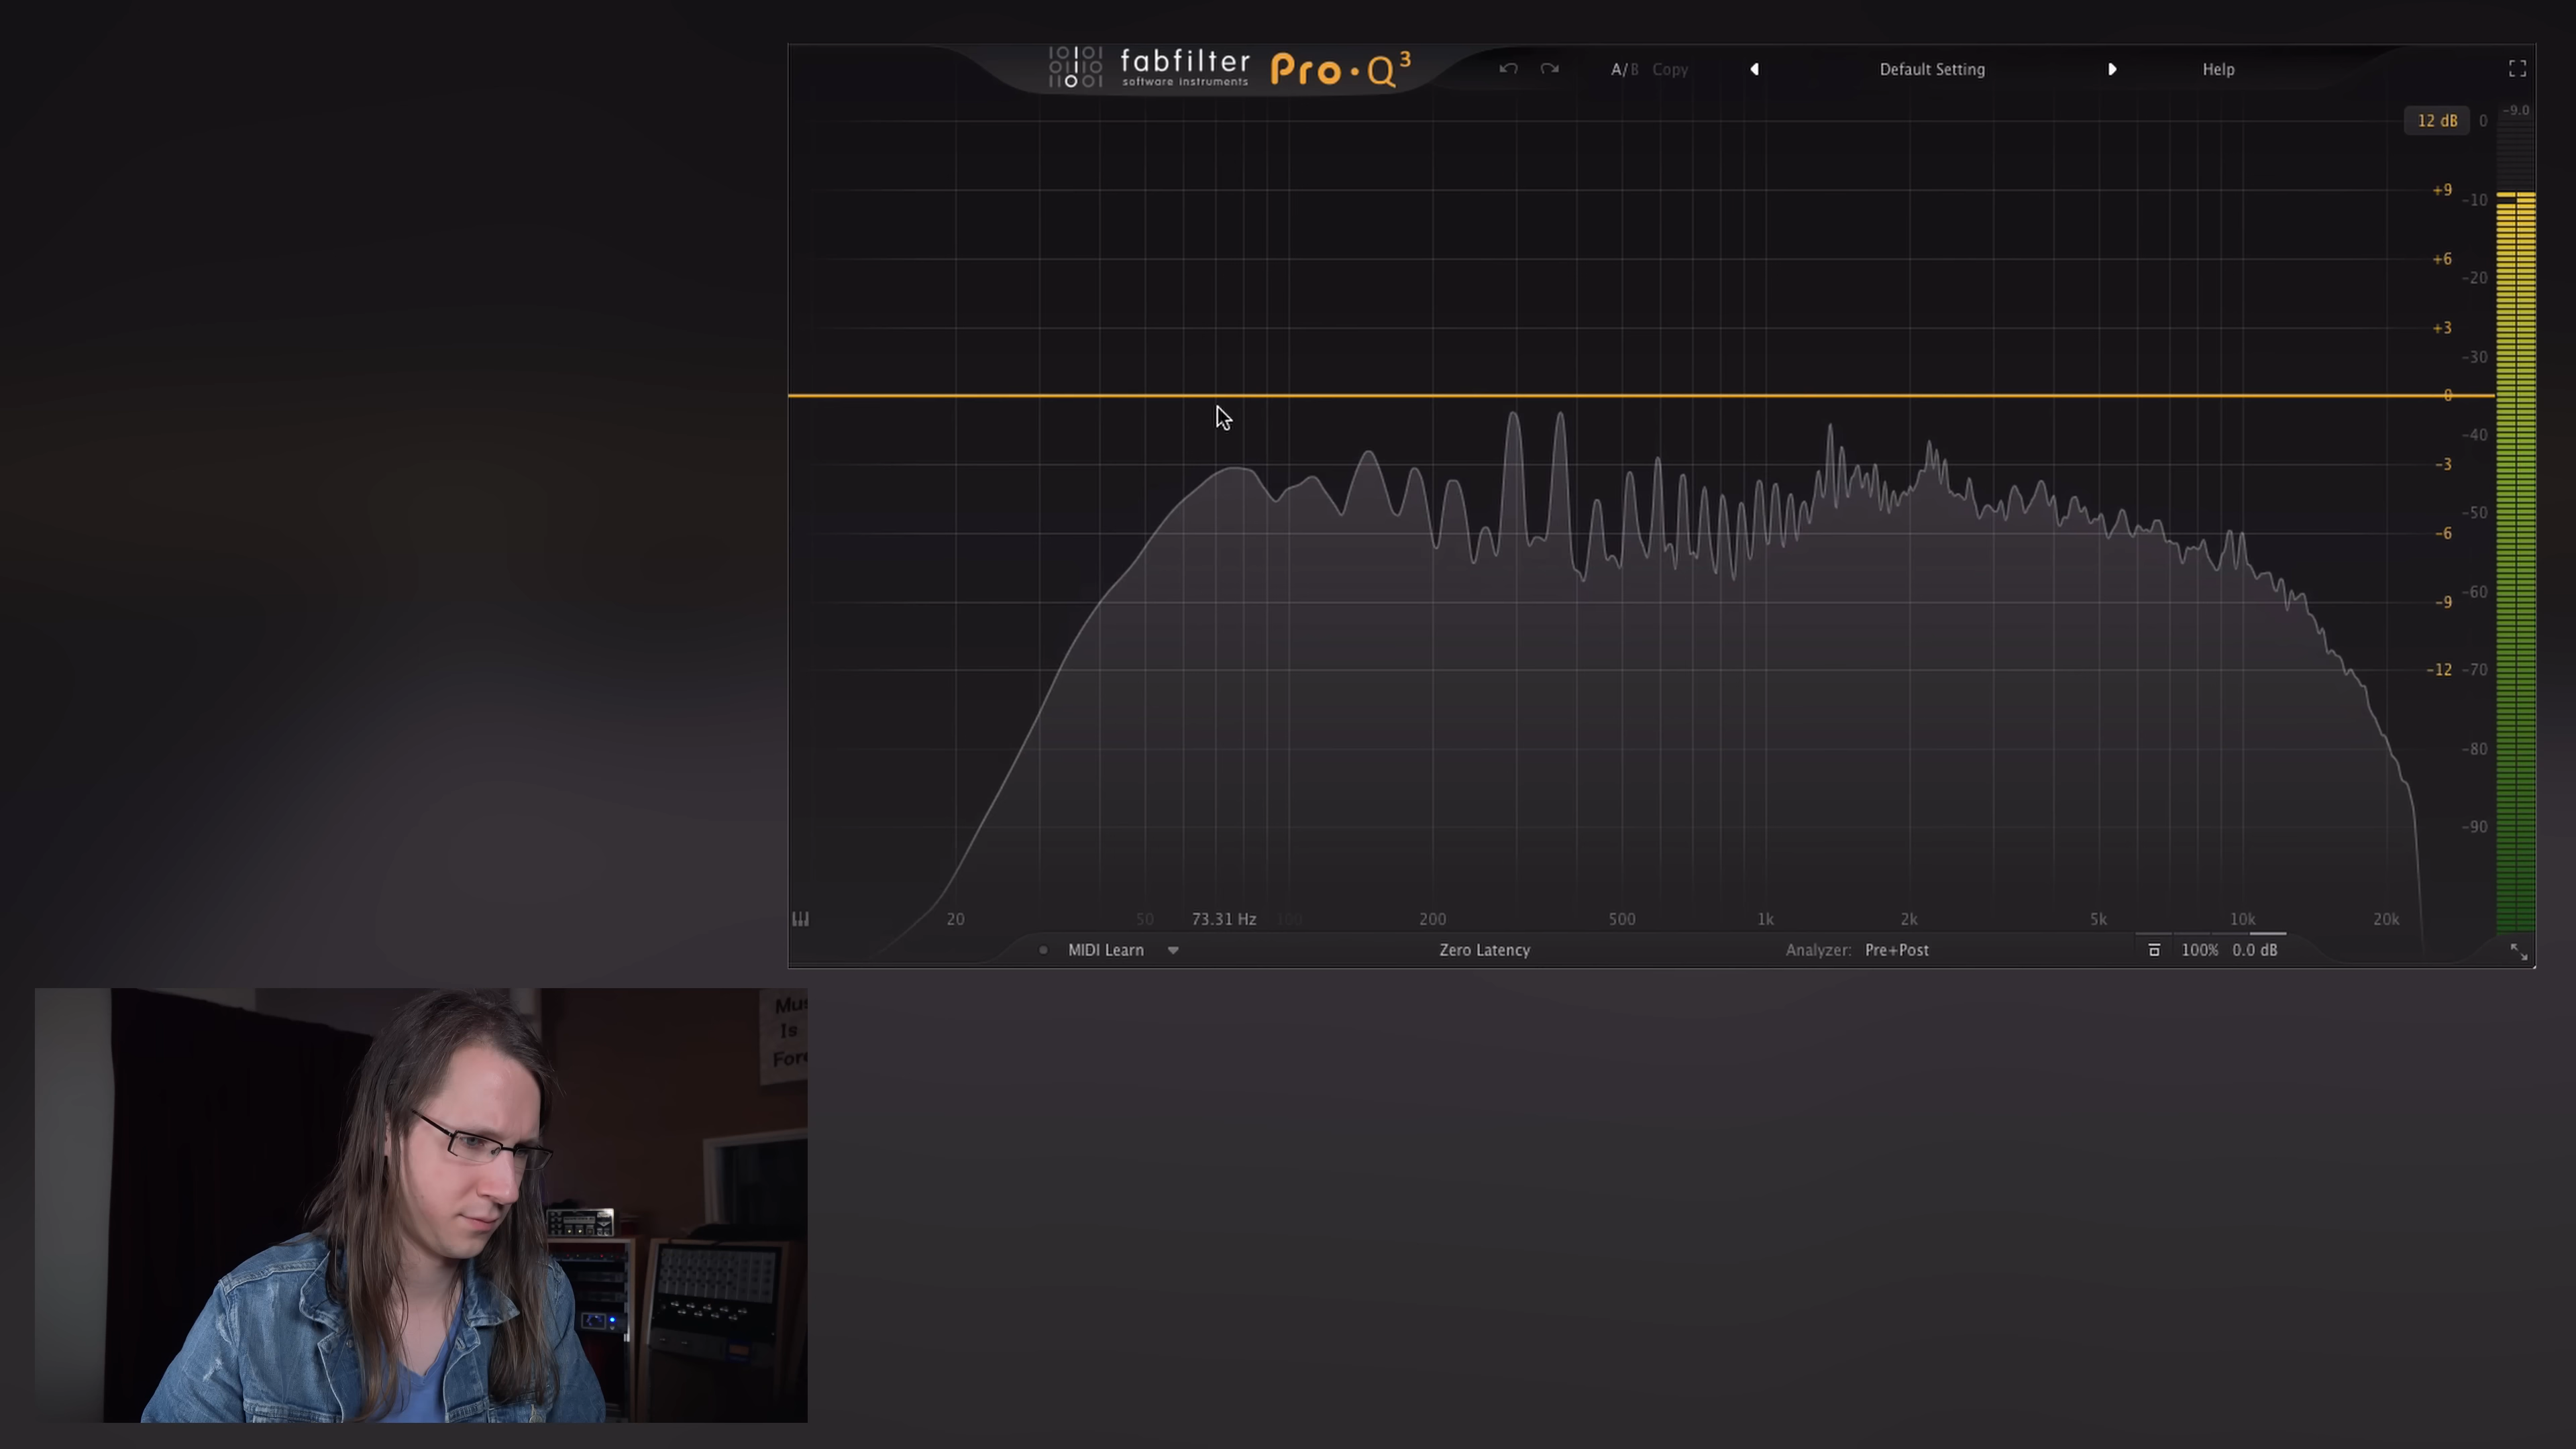 fabfilter
software instruments
Pro·Q3
A/B Copy
Default Setting
Help
-9.0
12 dB 0
+9 -10
+6 -20
+3 -30
0
-40
-3
-50
-6
-60
-9
-12 -70
-80
-90
20 50 73.31 Hz 100 200 500 1k 2k 5k 10k 20k
MIDI Learn Zero Latency Analyzer: Pre+Post 100% 0.0 dB
Is